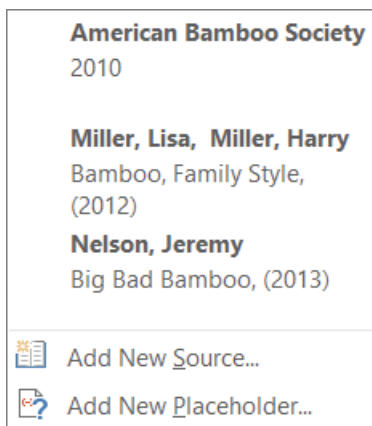 American Bamboo Society
2010
Miller, Lisa,  Miller, Harry
Bamboo, Family Style,
(2012)
Nelson, Jeremy
Big Bad Bamboo, (2013)
Add New Source...
Add New Placeholder...